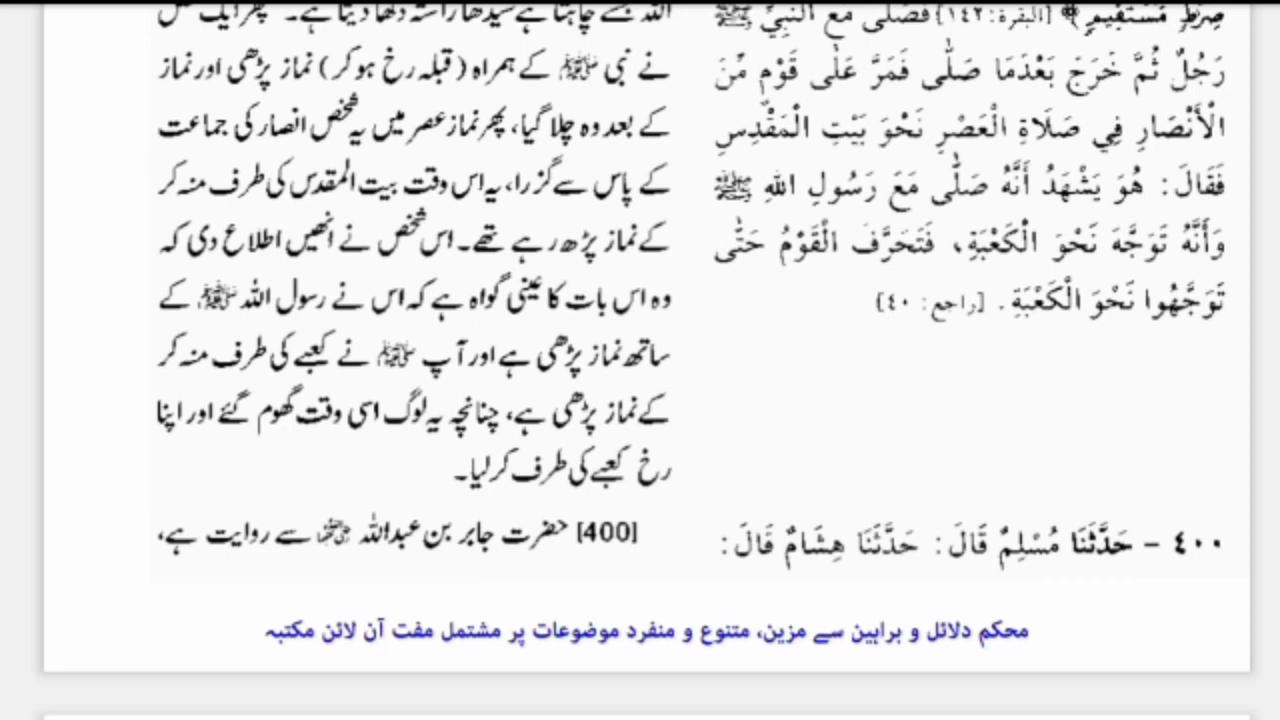 صِرَٰطٍ مُّسْتَقِيمٍ﴾ [البقرة:١٤٢] فَصَلَّى مَعَ النَّبِيِّ ﷺ
رَجُلٌ ثُمَّ خَرَجَ بَعْدَمَا صَلَّى فَمَرَّ عَلَى قَوْمٍ مِّنَ
الْأَنْصَارِ فِي صَلَاةِ الْعَصْرِ نَحْوَ بَيْتِ الْمَقْدِسِ
فَقَالَ: هُوَ يَشْهَدُ أَنَّهُ صَلَّى مَعَ رَسُولِ اللهِ ﷺ
وَأَنَّهُ تَوَجَّهَ نَحْوَ الْكَعْبَةِ، فَتَحَرَّفَ الْقَوْمُ حَتَّى
تَوَجَّهُوا نَحْوَ الْكَعْبَةِ. [راجع: ٤٠]
٤٠٠ - حَدَّثَنَا مُسْلِمٌ قَالَ: حَدَّثَنَا هِشَامٌ قَالَ:
اللہ جسے چاہتا ہے سیدھا راستہ دکھا دیتا ہے۔ پھر ایک شخص
نے نبی ﷺ کے ہمراہ (قبلہ رخ ہو کر) نماز پڑھی اور نماز
کے بعد وہ چلا گیا، پھر نماز عصر میں یہ شخص انصار کی جماعت
کے پاس سے گزرا، یہ اس وقت بیت المقدس کی طرف منہ کر
کے نماز پڑھ رہے تھے۔ اس شخص نے انھیں اطلاع دی کہ
وہ اس بات کا عینی گواہ ہے کہ اس نے رسول اللہ ﷺ کے
ساتھ نماز پڑھی ہے اور آپ ﷺ نے کعبے کی طرف منہ کر
کے نماز پڑھی ہے، چنانچہ یہ لوگ اسی وقت گھوم گئے اور اپنا
رخ کعبے کی طرف کر لیا۔
[400] حضرت جابر بن عبداللہ ؓ سے روایت ہے،
محکم دلائل و براہین سے مزین، متنوع و منفرد موضوعات پر مشتمل مفت آن لائن مکتبہ